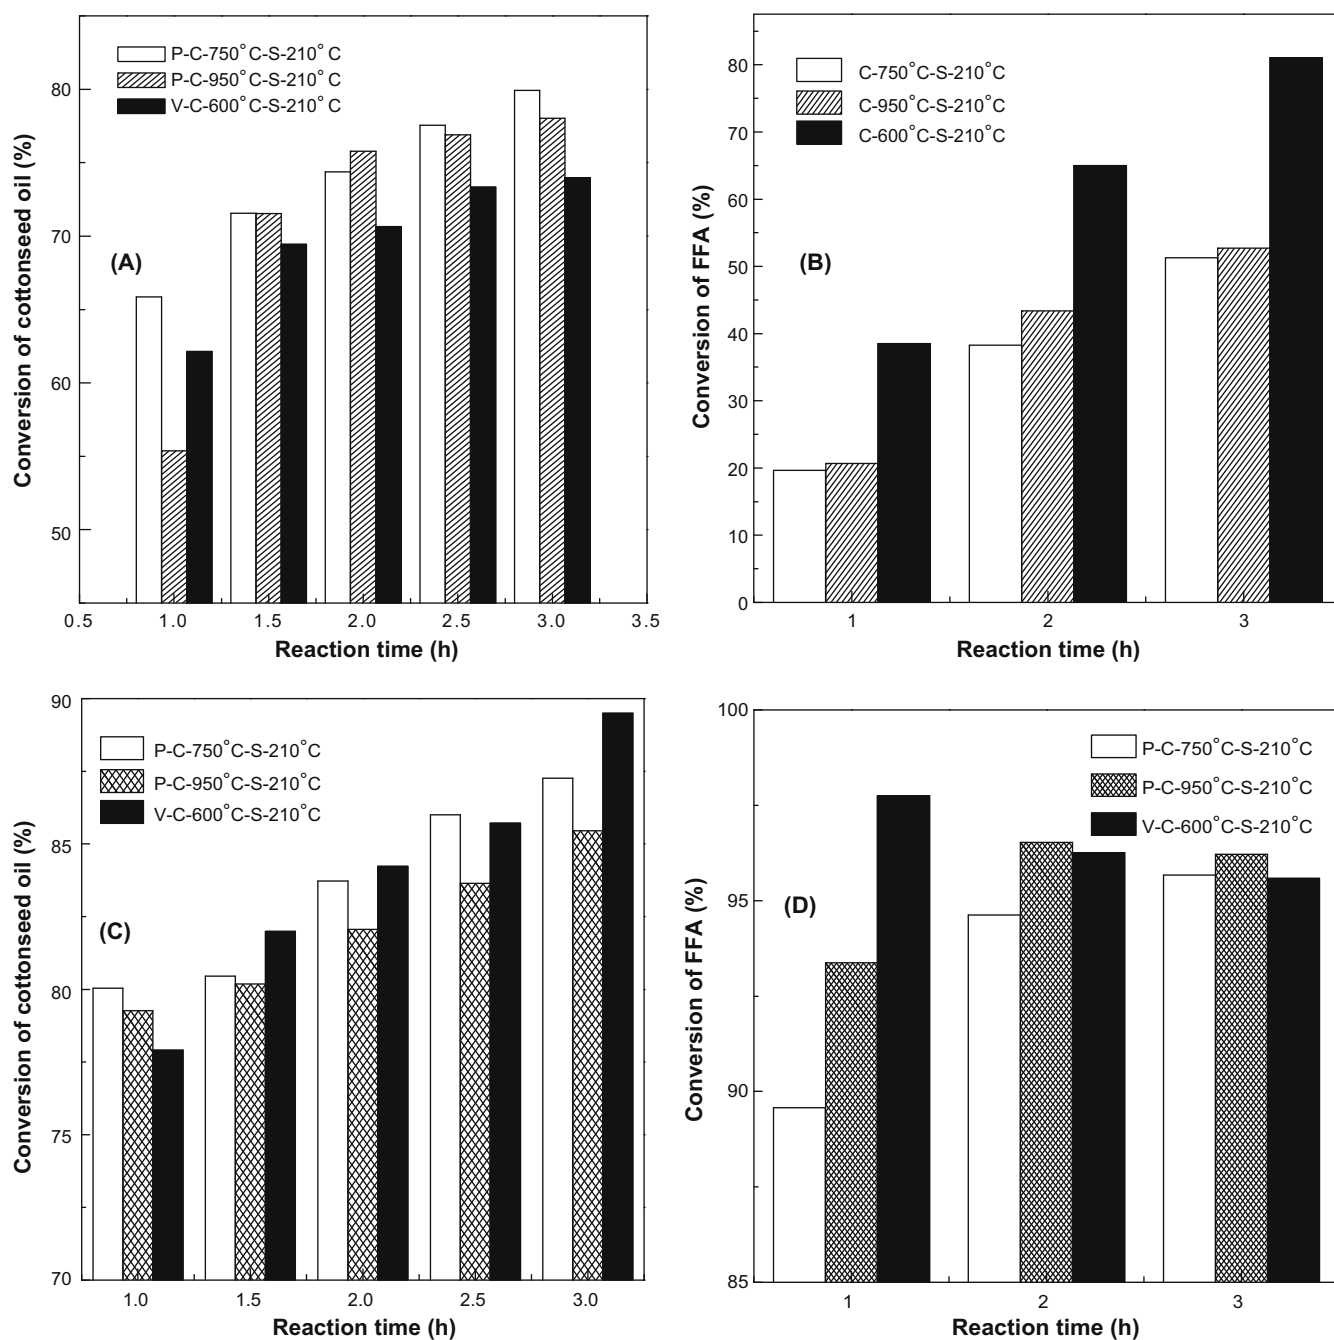 P-C-750°C-S-210°C
P-C-950°C-S-210°C
V-C-600°C-S-210°C
(A)
80
70
60
50
0.5
1.0
1.5
2.0
2.5
3.0
3.5
Conversion of cottonseed oil (%)
Reaction time (h)
C-750°C-S-210°C
C-950°C-S-210°C
C-600°C-S-210°C
(B)
80
70
60
50
40
30
20
10
0
1
2
3
Conversion of FFA (%)
Reaction time (h)
P-C-750°C-S-210°C
P-C-950°C-S-210°C
V-C-600°C-S-210°C
(C)
90
85
80
75
70
1.0
1.5
2.0
2.5
3.0
Conversion of cottonseed oil (%)
Reaction time (h)
P-C-750°C-S-210°C
P-C-950°C-S-210°C
V-C-600°C-S-210°C
(D)
100
95
90
85
1
2
3
Conversion of FFA (%)
Reaction time (h)